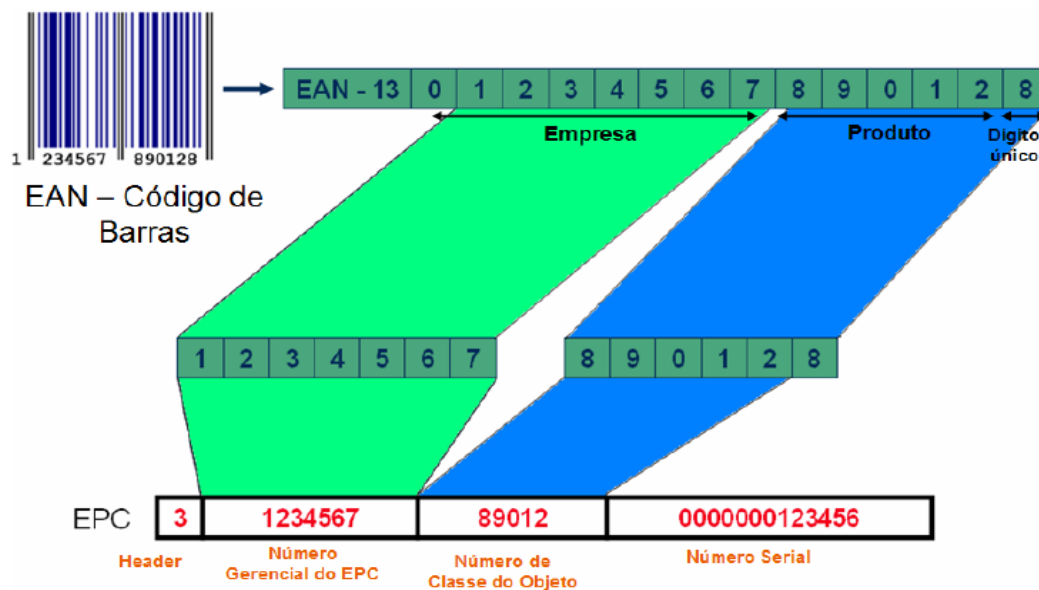 EAN - 13 0 1 2 3 4 5 6 7 8 9 0 1 2 8
Empresa
Produto
Digito
único
1 234567 890128
EAN – Código de
Barras
1 2 3 4 5 6 7
8 9 0 1 2 8
EPC 3 1234567 89012 0000000123456
Header
Número
Gerencial do EPC
Número de
Classe do Objeto
Número Serial